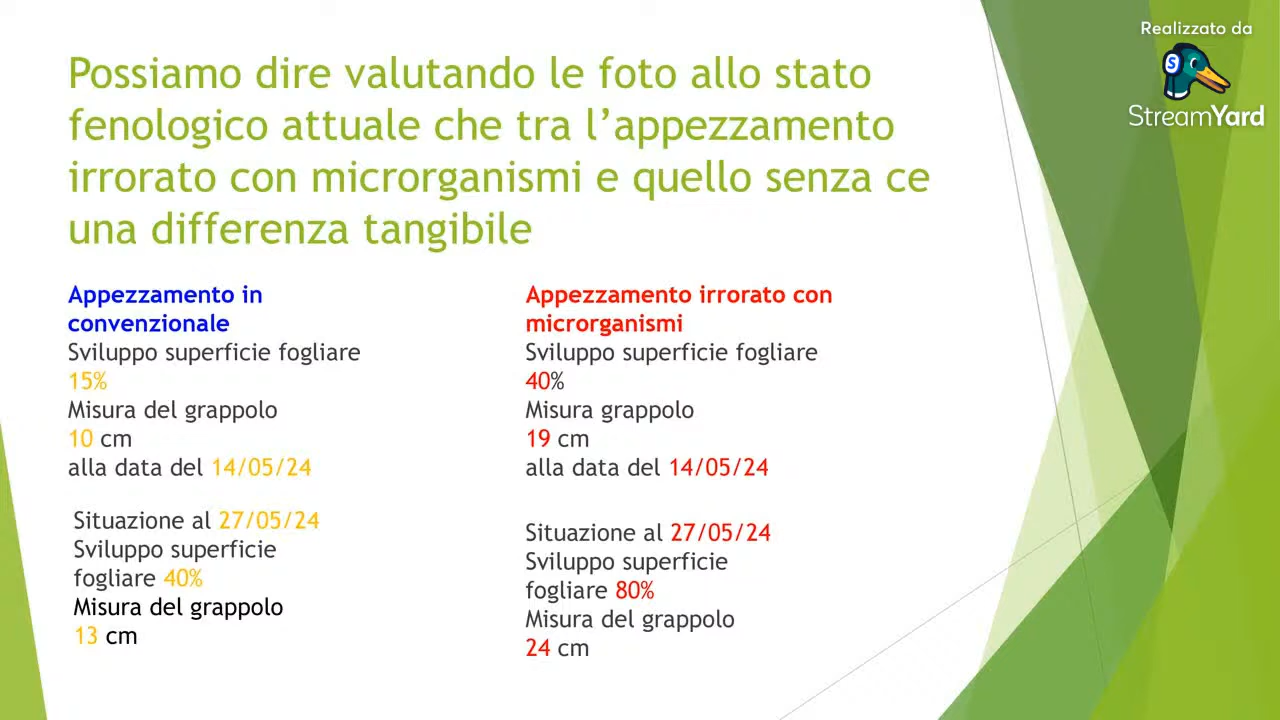 Realizzato da
StreamYard
Possiamo dire valutando le foto allo stato
fenologico attuale che tra l’appezzamento
irrorato con microrganismi e quello senza ce
una differenza tangibile
Appezzamento in
convenzionale
Sviluppo superficie fogliare
15%
Misura del grappolo
10 cm
alla data del 14/05/24
Situazione al 27/05/24
Sviluppo superficie
fogliare 40%
Misura del grappolo
13 cm
Appezzamento irrorato con
microrganismi
Sviluppo superficie fogliare
40%
Misura grappolo
19 cm
alla data del 14/05/24
Situazione al 27/05/24
Sviluppo superficie
fogliare 80%
Misura del grappolo
24 cm